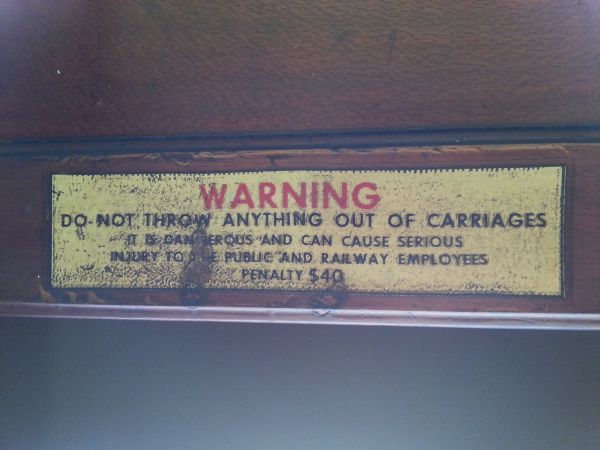 WARNING
DO NOT THROW ANYTHING OUT OF CARRIAGES
IT IS DANGEROUS AND CAN CAUSE SERIOUS
INJURY TO THE PUBLIC AND RAILWAY EMPLOYEES
PENALTY $40